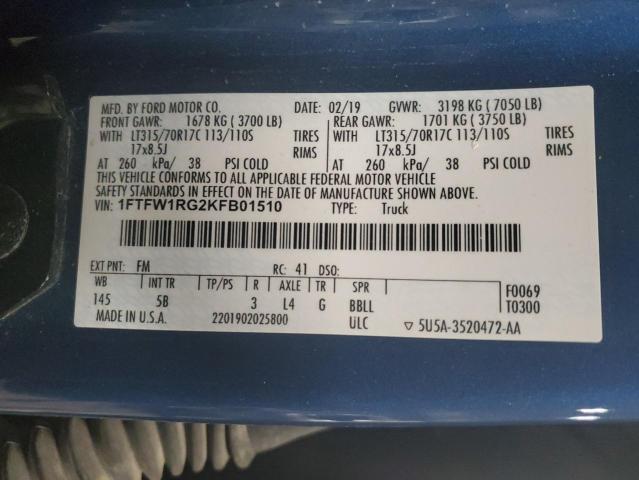 MFD. BY FORD MOTOR CO. DATE: 02/19 GVWR: 3198 KG ( 7050 LB)
FRONT GAWR: 1678 KG ( 3700 LB) REAR GAWR: 1701 KG ( 3750 LB)
WITH LT315/70R17C 113/110S TIRES WITH LT315/70R17C 113/110S TIRES
17x8.5J RIMS 17x8.5J RIMS
AT 260 kPa/ 38 PSI COLD AT 260 kPa/ 38 PSI COLD
THIS VEHICLE CONFORMS TO ALL APPLICABLE FEDERAL MOTOR VEHICLE
SAFETY STANDARDS IN EFFECT ON THE DATE OF MANUFACTURE SHOWN ABOVE.
VIN: 1FTFW1RG2KFB01510 TYPE: Truck
EXT PNT: FM RC: 41 DSO:
WB INT TR TP/PS R AXLE TR SPR F0069
145 5B 3 L4 G BBLL T0300
MADE IN U.S.A. 2201902025800 ULC ▽ 5U5A-3520472-AA